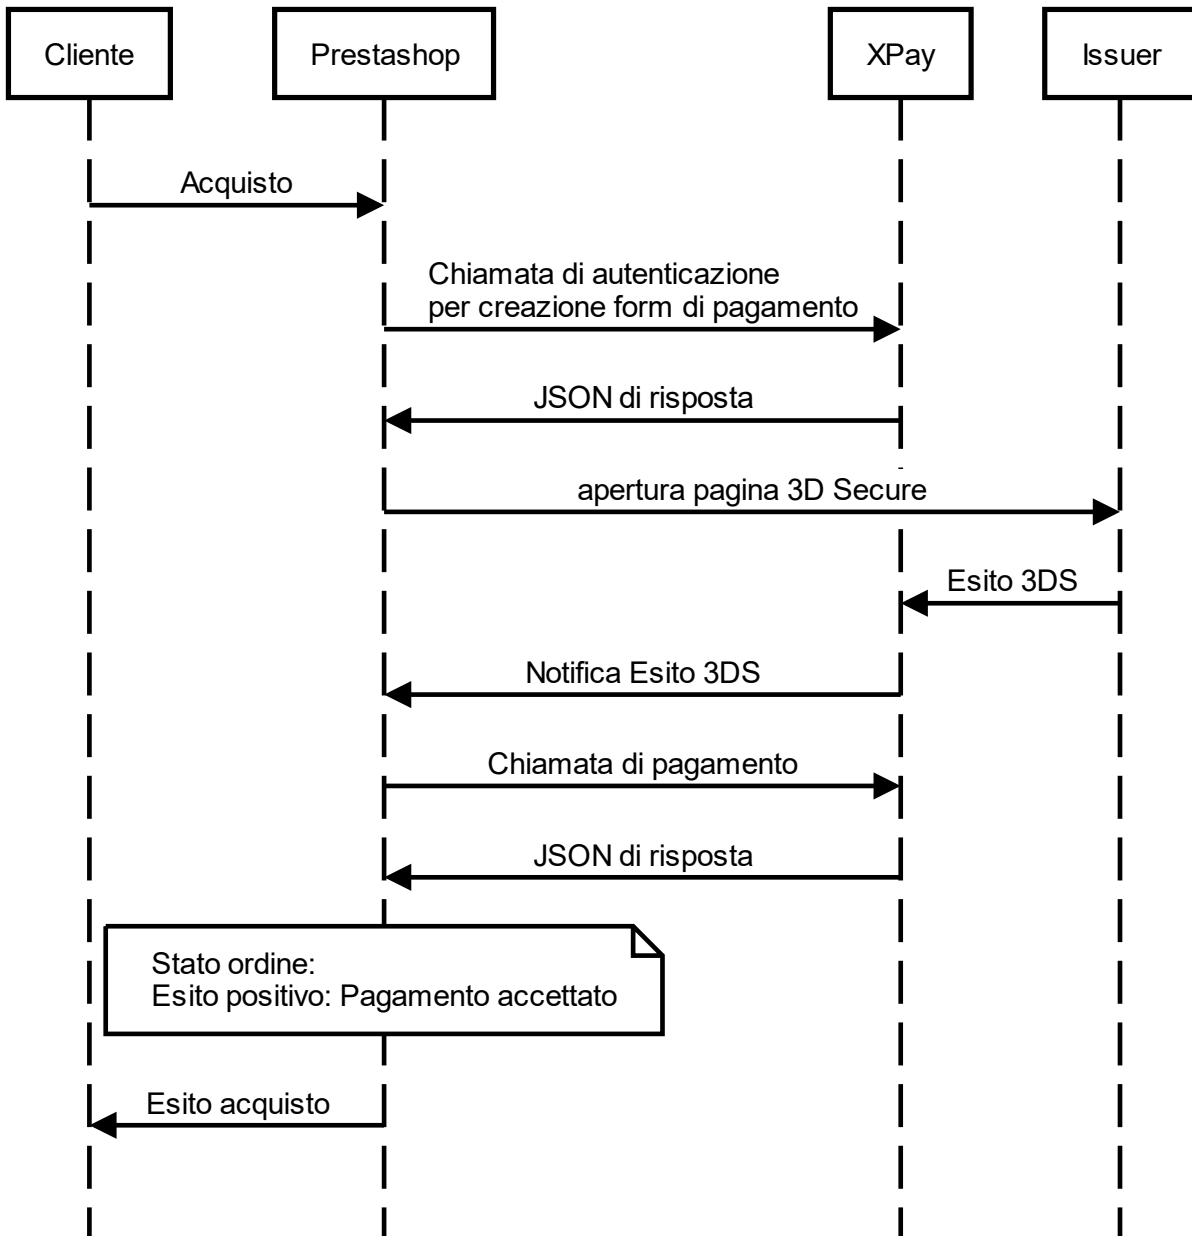 Cliente
Prestashop
XPay
Issuer
Acquisto
Chiamata di autenticazione
per creazione form di pagamento
JSON di risposta
apertura pagina 3D Secure
Esito 3DS
Notifica Esito 3DS
Chiamata di pagamento
JSON di risposta
Stato ordine:
Esito positivo: Pagamento accettato
Esito acquisto